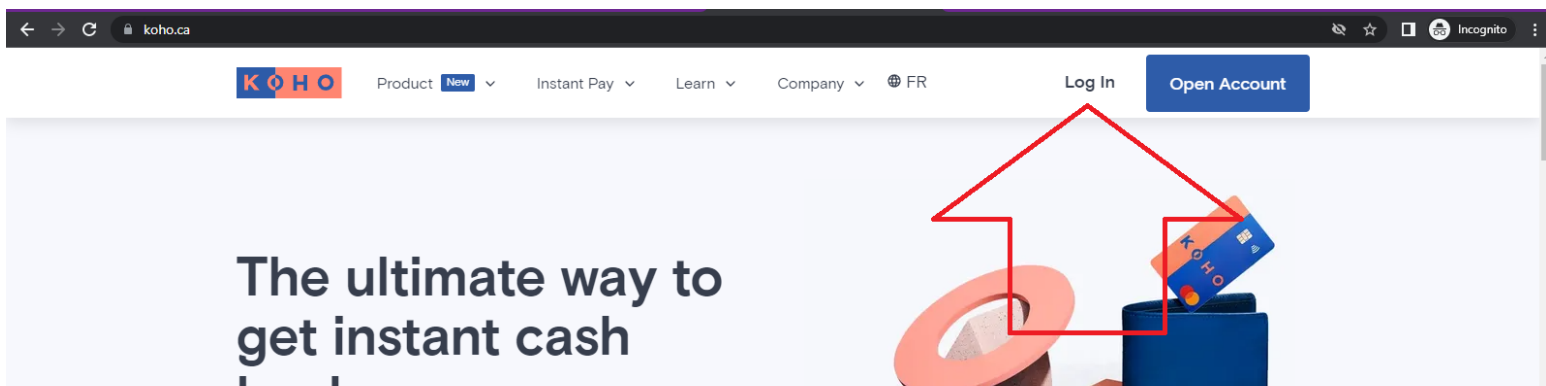 koho.ca
Incognito
KOHO
Product New
Instant Pay
Learn
Company
FR
Log In
Open Account
The ultimate way to
get instant cash
KOHO